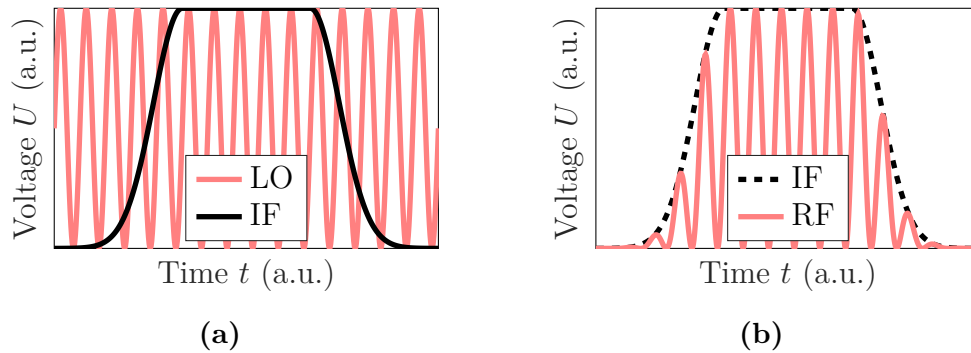 Voltage U (a.u.)
LO
IF
Time t (a.u.)
(a)
Voltage U (a.u.)
IF
RF
Time t (a.u.)
(b)